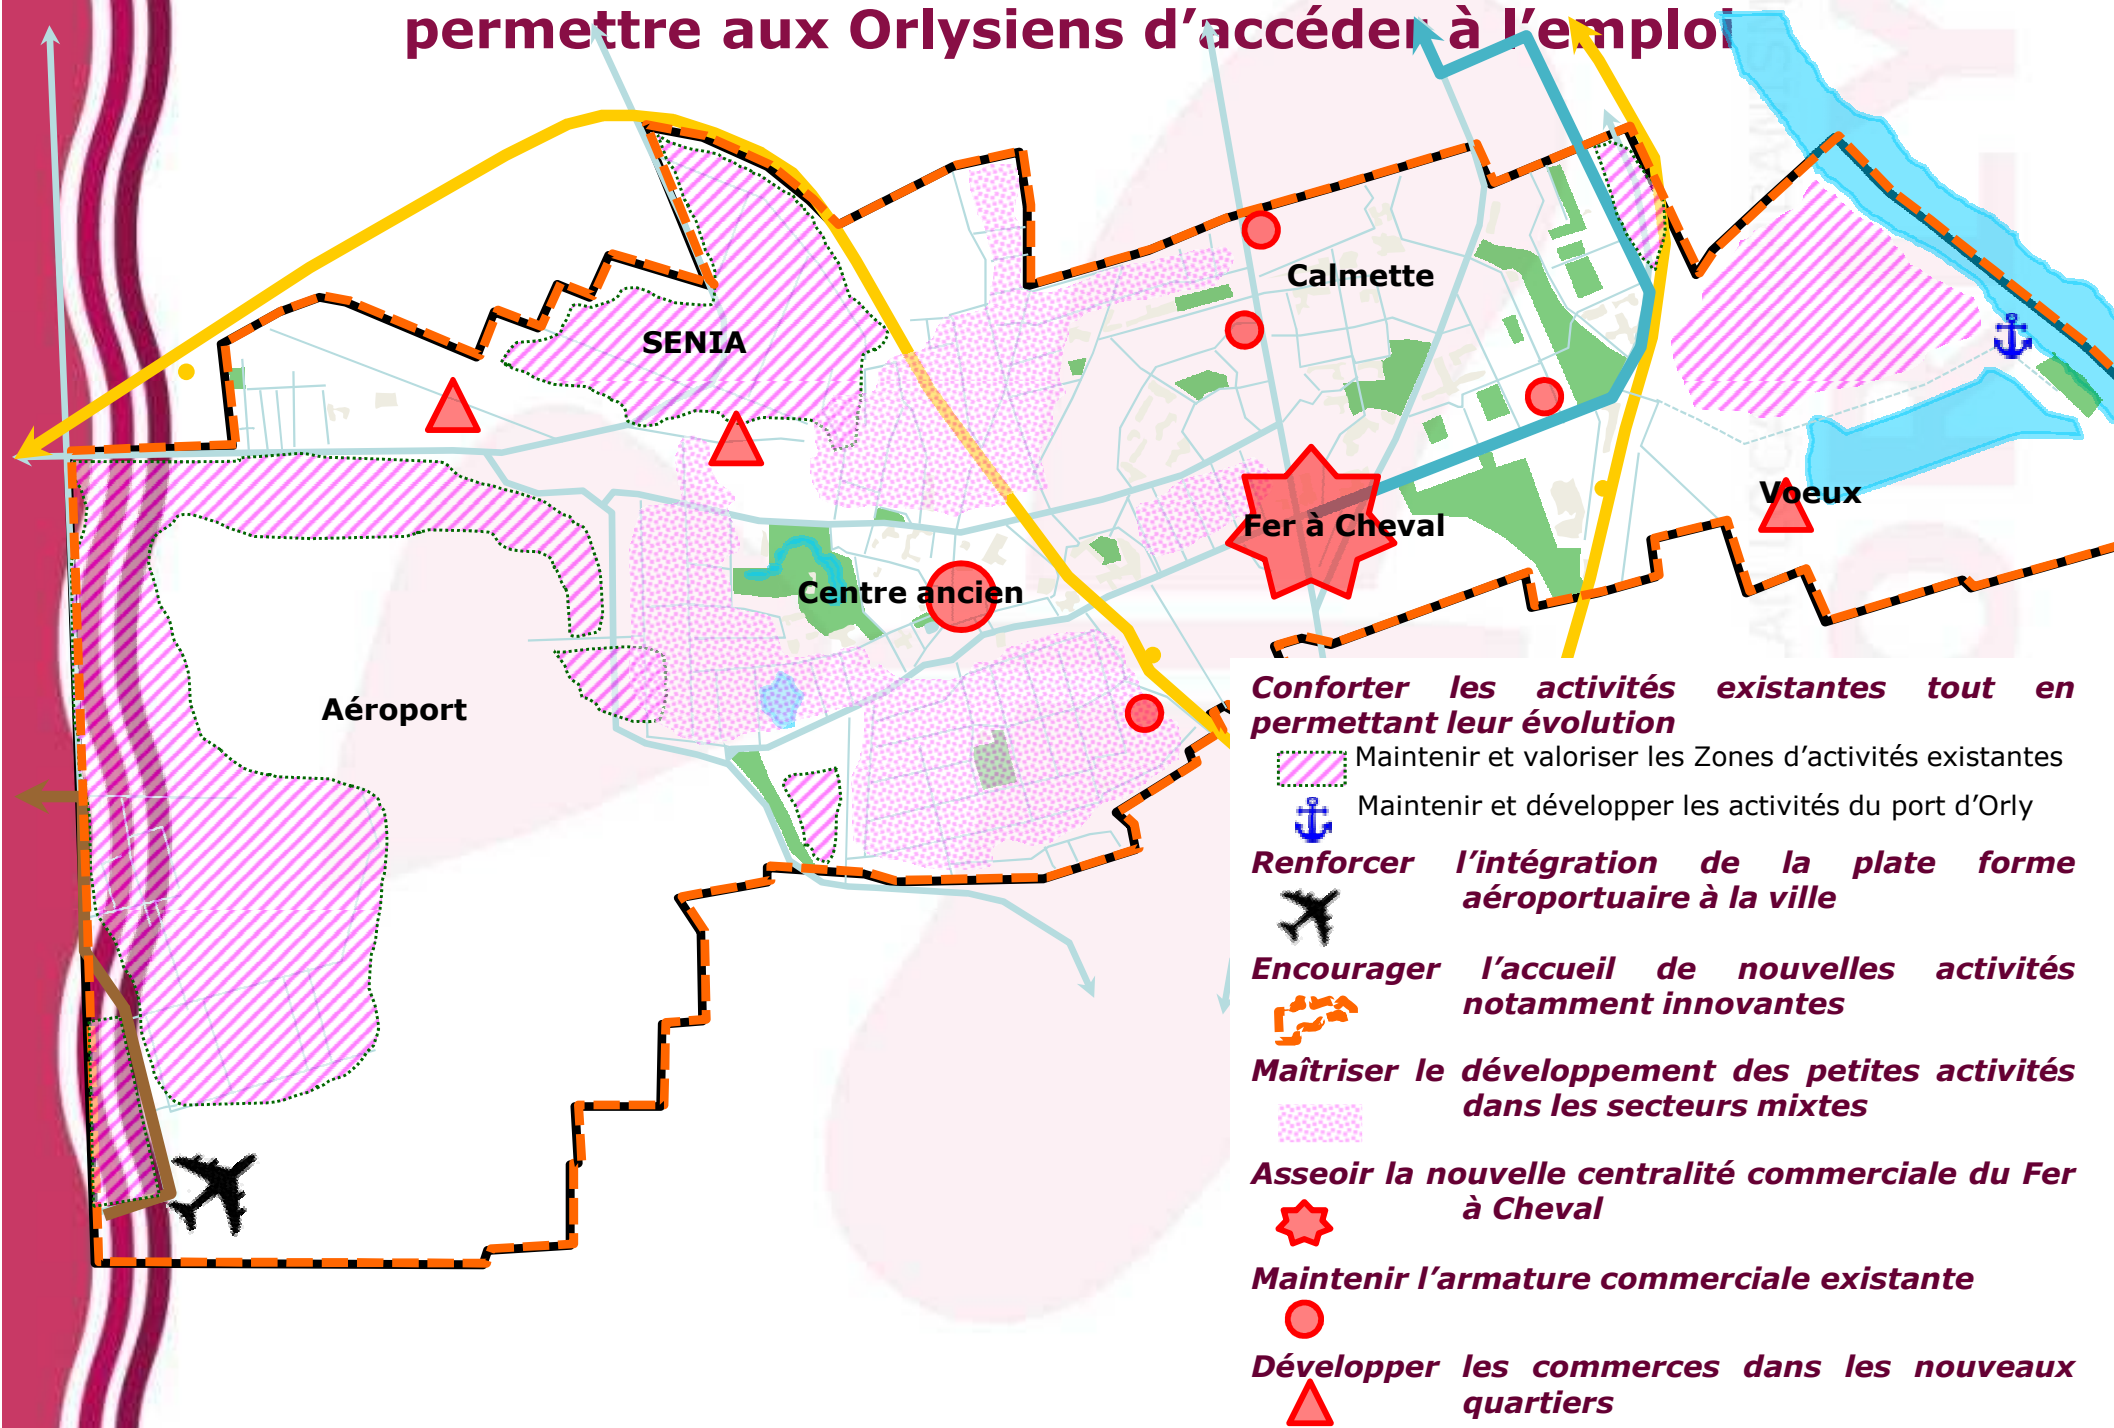 permettre aux Orlysiens d’accéder à l’emploi
Calmette
SENIA
Voeux
Fer à Cheval
Centre ancien
Aéroport
Conforter les activités existantes tout en
permettant leur évolution
Maintenir et valoriser les Zones d’activités existantes
Maintenir et développer les activités du port d’Orly
Renforcer l’intégration de la plate forme
aéroportuaire à la ville
Encourager l’accueil de nouvelles activités
notamment innovantes
Maîtriser le développement des petites activités
dans les secteurs mixtes
Asseoir la nouvelle centralité commerciale du Fer
à Cheval
Maintenir l’armature commerciale existante
Développer les commerces dans les nouveaux
quartiers